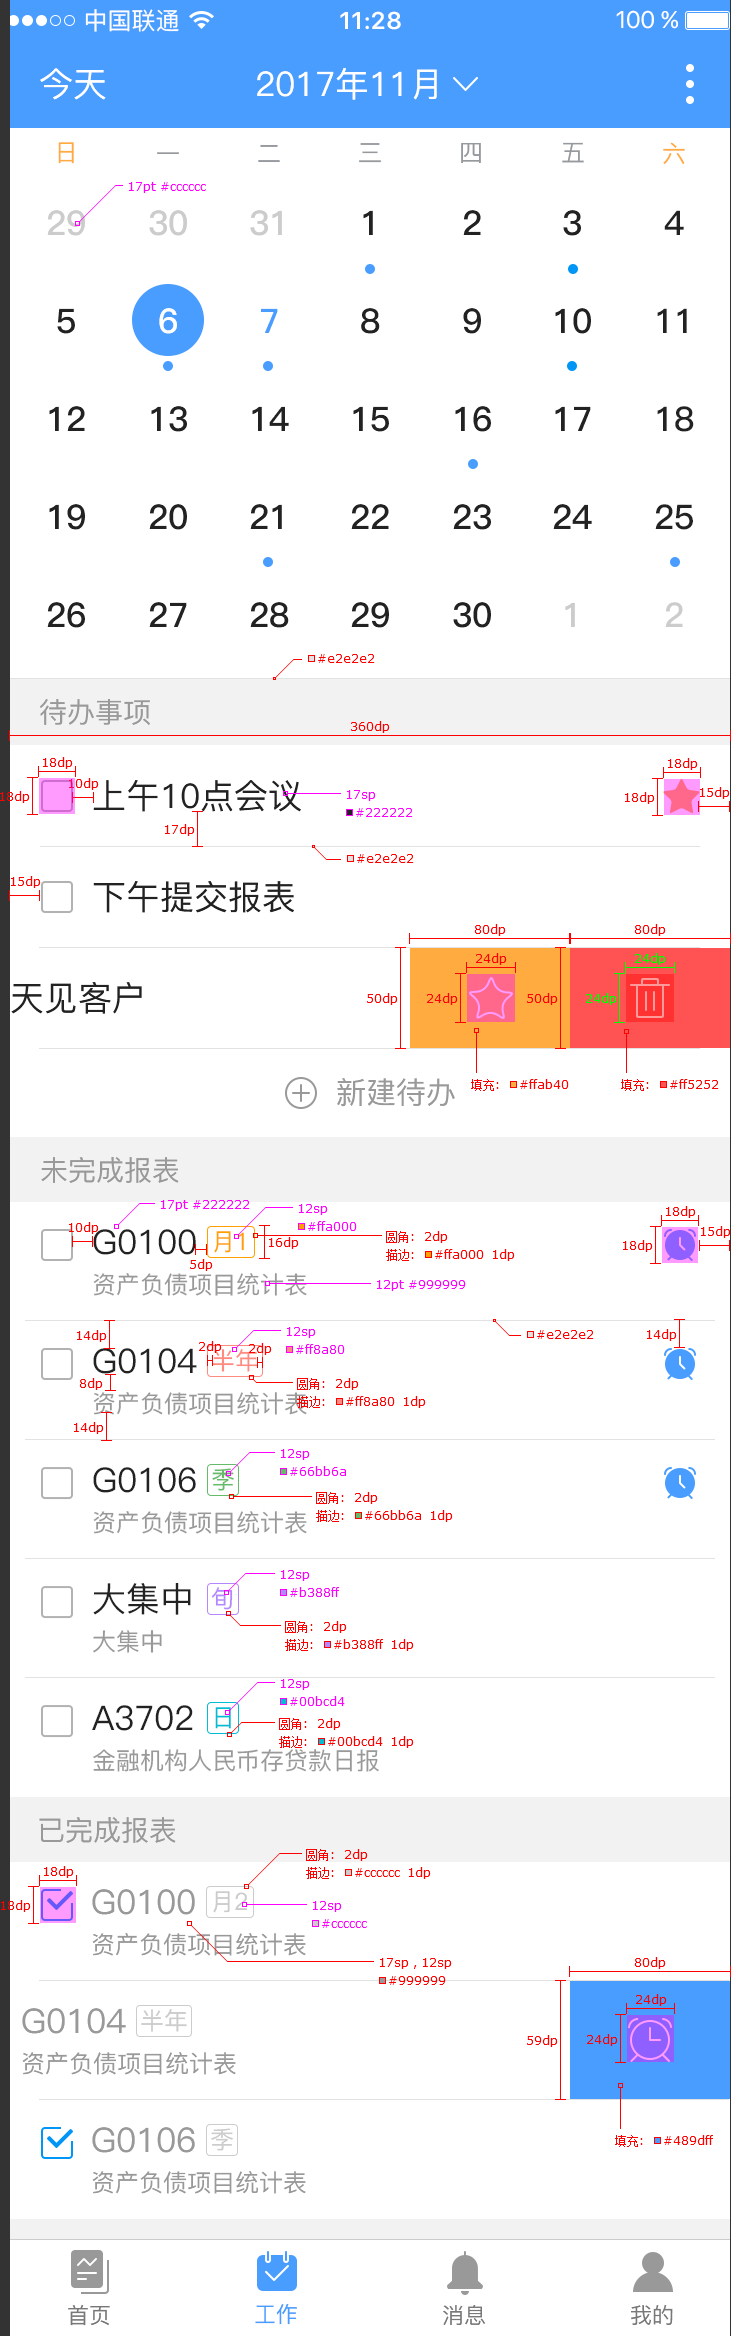 中国联通 11:28 100 %
今天 2017年11月
日 一 二 三 四 五 六
17pt #cccccc
29 30 31 1 2 3 4
5 6 7 8 9 10 11
12 13 14 15 16 17 18
19 20 21 22 23 24 25
26 27 28 29 30 1 2
#e2e2e2
待办事项
360dp
18dp 18dp
18dp 10dp 上午10点会议 17sp 18dp 15dp
#222222
17dp
#e2e2e2
15dp
下午提交报表
80dp 80dp
24dp 24dp
天见客户 50dp 24dp 50dp 24dp
填充: #ffab40 填充: #ff5252
新建待办
未完成报表
17pt #222222 12sp 18dp
#ffa000
10dp G0100 月1 16dp 圆角: 2dp 18dp 15dp
5dp 描边: #ffa000 1dp
资产负债项目统计表 12pt #999999
14dp 12sp #e2e2e2 14dp
#ff8a80
2dp 2dp
G0104 半年
8dp 圆角: 2dp
资产负债项目统计表 描边: #ff8a80 1dp
14dp
12sp
G0106 季 #66bb6a
圆角: 2dp
资产负债项目统计表 描边: #66bb6a 1dp
12sp
大集中 旬 #b388ff
圆角: 2dp
大集中 描边: #b388ff 1dp
12sp
#00bcd4
A3702 日 圆角: 2dp
描边: #00bcd4 1dp
金融机构人民币存贷款日报
已完成报表
圆角: 2dp
18dp 描边: #cccccc 1dp
18dp G0100 月2 12sp
#cccccc
资产负债项目统计表
17sp , 12sp 80dp
#999999
24dp
G0104 半年
59dp 24dp
资产负债项目统计表
G0106 季 填充: #489dff
资产负债项目统计表
首页 工作 消息 我的